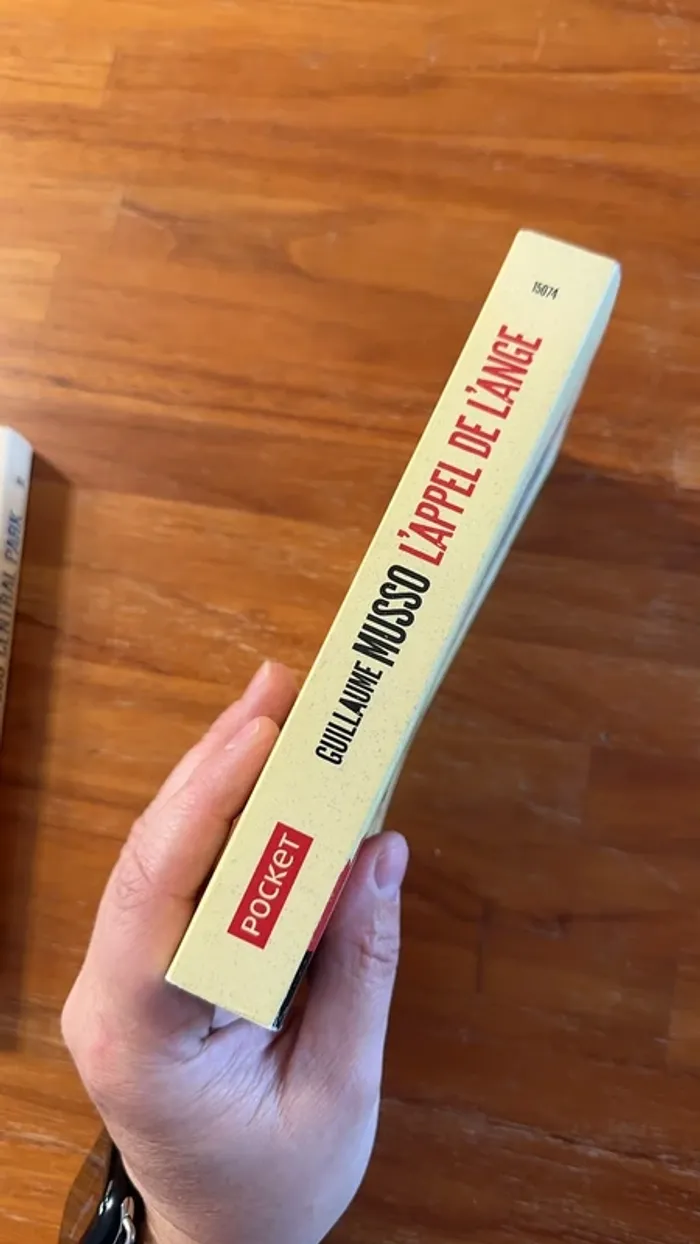 15074
GUILLAUME MUSSO L'APPEL DE L'ANGE
POCKET
CENTRAL PARK